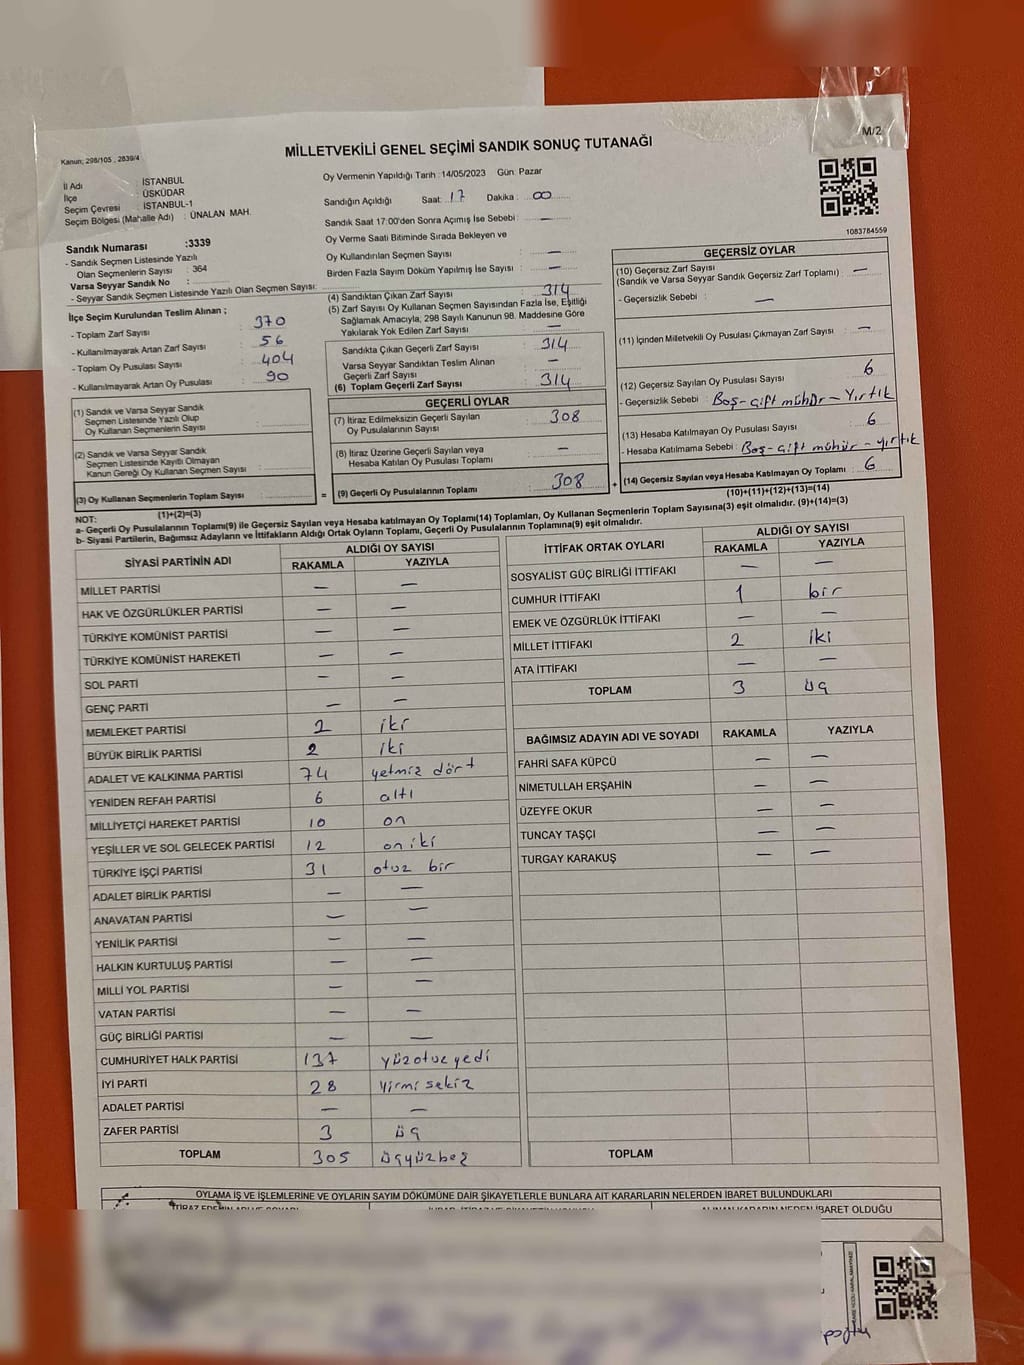 M/2
Kanun; 298/105 , 2839/4
MİLLETVEKİLİ GENEL SEÇİMİ SANDIK SONUÇ TUTANAĞI
İl Adı : İSTANBUL
İlçe : ÜSKÜDAR
Seçim Çevresi : İSTANBUL-1
Seçim Bölgesi (Mahalle Adı) : ÜNALAN MAH.
Oy Vermenin Yapıldığı Tarih : 14/05/2023 Gün: Pazar
Sandığın Açıldığı Saat: 17 Dakika : 00
Sandık Saat 17:00'den Sonra Açımış İse Sebebi : —
Oy Verme Saati Bitiminde Sırada Bekleyen ve
Oy Kullandırılan Seçmen Sayısı : —
Birden Fazla Sayım Döküm Yapılmış İse Sayısı : —
1083784559
Sandık Numarası :3339
- Sandık Seçmen Listesinde Yazılı
Olan Seçmenlerin Sayısı : 364
Varsa Seyyar Sandık No :
- Seyyar Sandık Seçmen Listesinde Yazılı Olan Seçmen Sayısı:
İlçe Seçim Kurulundan Teslim Alınan ;
- Toplam Zarf Sayısı : 370
- Kullanılmayarak Artan Zarf Sayısı : 56
- Toplam Oy Pusulası Sayısı : 404
- Kullanılmayarak Artan Oy Pusulası : 90
(1) Sandık ve Varsa Seyyar Sandık
Seçmen Listesinde Yazılı Olup
Oy Kullanan Seçmenlerin Sayısı :
(2) Sandık ve Varsa Seyyar Sandık
Seçmen Listesinde Kayıtlı Olmayan
Kanun Gereği Oy Kullanan Seçmen Sayısı :
(3) Oy Kullanan Seçmenlerin Toplam Sayısı :
(1)+(2)=(3)
(4) Sandıktan Çıkan Zarf Sayısı : 314
(5) Zarf Sayısı Oy Kullanan Seçmen Sayısından Fazla İse, Eşitliği
Sağlamak Amacıyla, 298 Sayılı Kanunun 98. Maddesine Göre
Yakılarak Yok Edilen Zarf Sayısı : —
Sandıkta Çıkan Geçerli Zarf Sayısı : 314
Varsa Seyyar Sandıktan Teslim Alınan
Geçerli Zarf Sayısı : —
(6) Toplam Geçerli Zarf Sayısı : 314
GEÇERLİ OYLAR
(7) İtiraz Edilmeksizin Geçerli Sayılan
Oy Pusulalarının Sayısı : 308
(8) İtiraz Üzerine Geçerli Sayılan veya
Hesaba Katılan Oy Pusulası Toplamı : —
= (9) Geçerli Oy Pusulalarının Toplamı : 308 +
GEÇERSİZ OYLAR
(10) Geçersiz Zarf Sayısı
(Sandık ve Varsa Seyyar Sandık Geçersiz Zarf Toplamı) : —
- Geçersizlik Sebebi : —
(11) İçinden Milletvekili Oy Pusulası Çıkmayan Zarf Sayısı : —
(12) Geçersiz Sayılan Oy Pusulası Sayısı : 6
- Geçersizlik Sebebi : Boş - çift mühür - Yırtık
(13) Hesaba Katılmayan Oy Pusulası Sayısı : 6
- Hesaba Katılmama Sebebi : Boş - çift mühür - yırtık
(14) Geçersiz Sayılan veya Hesaba Katılmayan Oy Toplamı : 6
(10)+(11)+(12)+(13)=(14)
NOT:
a- Geçerli Oy Pusulalarının Toplamı(9) ile Geçersiz Sayılan veya Hesaba katılmayan Oy Toplamı(14) Toplamları, Oy Kullanan Seçmenlerin Toplam Sayısına(3) eşit olmalıdır. (9)+(14)=(3)
b- Siyasi Partilerin, Bağımsız Adayların ve İttifakların Aldığı Ortak Oyların Toplamı, Geçerli Oy Pusulalarının Toplamına(9) eşit olmalıdır.
SİYASİ PARTİNİN ADI ALDIĞI OY SAYISI
RAKAMLA YAZIYLA
MİLLET PARTİSİ — —
HAK VE ÖZGÜRLÜKLER PARTİSİ — —
TÜRKİYE KOMÜNİST PARTİSİ — —
TÜRKİYE KOMÜNİST HAREKETİ — —
SOL PARTİ — —
GENÇ PARTİ — —
MEMLEKET PARTİSİ 2 iki
BÜYÜK BİRLİK PARTİSİ 2 iki
ADALET VE KALKINMA PARTİSİ 74 yetmiz dört
YENİDEN REFAH PARTİSİ 6 altı
MİLLİYETÇİ HAREKET PARTİSİ 10 on
YEŞİLLER VE SOL GELECEK PARTİSİ 12 on iki
TÜRKİYE İŞÇİ PARTİSİ 31 otuz bir
ADALET BİRLİK PARTİSİ — —
ANAVATAN PARTİSİ — —
YENİLİK PARTİSİ — —
HALKIN KURTULUŞ PARTİSİ — —
MİLLİ YOL PARTİSİ — —
VATAN PARTİSİ — —
GÜÇ BİRLİĞİ PARTİSİ — —
CUMHURİYET HALK PARTİSİ 137 yüzotuzyedi
İYİ PARTİ 28 yirmi sekiz
ADALET PARTİSİ — —
ZAFER PARTİSİ 3 üç
TOPLAM 305 üçyüzbeş
İTTİFAK ORTAK OYLARI ALDIĞI OY SAYISI
RAKAMLA YAZIYLA
SOSYALİST GÜÇ BİRLİĞİ İTTİFAKI — —
CUMHUR İTTİFAKI 1 bir
EMEK VE ÖZGÜRLÜK İTTİFAKI — —
MİLLET İTTİFAKI 2 iki
ATA İTTİFAKI — —
TOPLAM 3 üç
BAĞIMSIZ ADAYIN ADI VE SOYADI RAKAMLA YAZIYLA
FAHRİ SAFA KÜPCÜ — —
NİMETULLAH ERŞAHİN — —
ÜZEYFE OKUR — —
TUNCAY TAŞÇI — —
TURGAY KARAKUŞ — —
TOPLAM
OYLAMA İŞ VE İŞLEMLERİNE VE OYLARIN SAYIM DÖKÜMÜNE DAİR ŞİKAYETLERLE BUNLARA AİT KARARLARIN NELERDEN İBARET BULUNDUKLARI
İBARET OLDUĞU